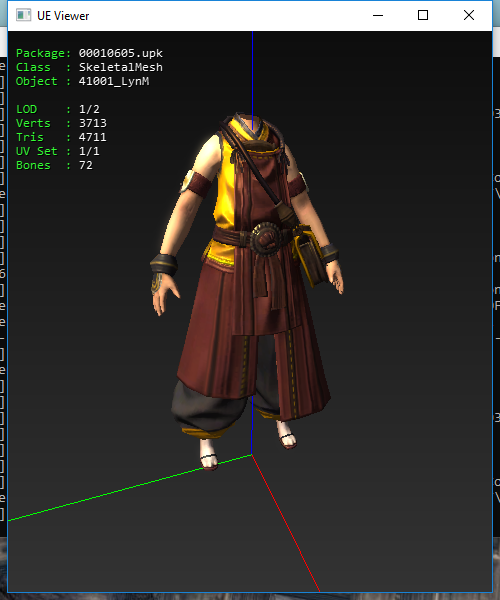 UE Viewer
Package: 00010605.upk
Class : SkeletalMesh
Object : 41001_LynM
LOD : 1/2
Verts : 3713
Tris : 4711
UV Set : 1/1
Bones : 72